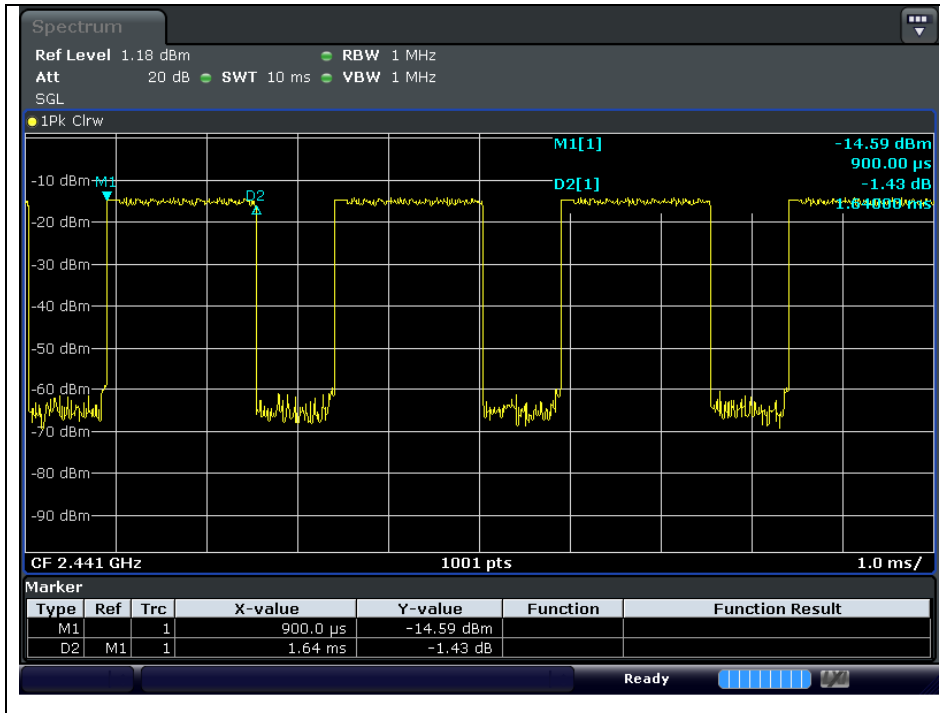 Spectrum
Ref Level 1.18 dBm RBW 1 MHz
Att 20 dB SWT 10 ms VBW 1 MHz
SGL
1Pk Clrw
M1[1] -14.59 dBm
900.00 µs
-10 dBm M1 D2[1] -1.43 dB
D2 1.64000 ms
-20 dBm
-30 dBm
-40 dBm
-50 dBm
-60 dBm
-70 dBm
-80 dBm
-90 dBm
CF 2.441 GHz 1001 pts 1.0 ms/
Marker
Type Ref Trc X-value Y-value Function Function Result
M1 1 900.0 µs -14.59 dBm
D2 M1 1 1.64 ms -1.43 dB
Ready